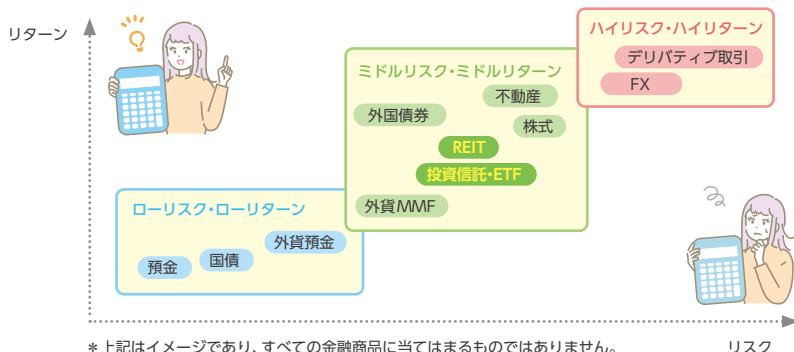 リターン
ハイリスク・ハイリターン
デリバティブ取引
FX
ミドルリスク・ミドルリターン
不動産
外国債券
株式
REIT
投資信託・ETF
外貨MMF
ローリスク・ローリターン
外貨預金
国債
預金
＊上記はイメージであり、すべての金融商品に当てはまるものではありません。
リスク